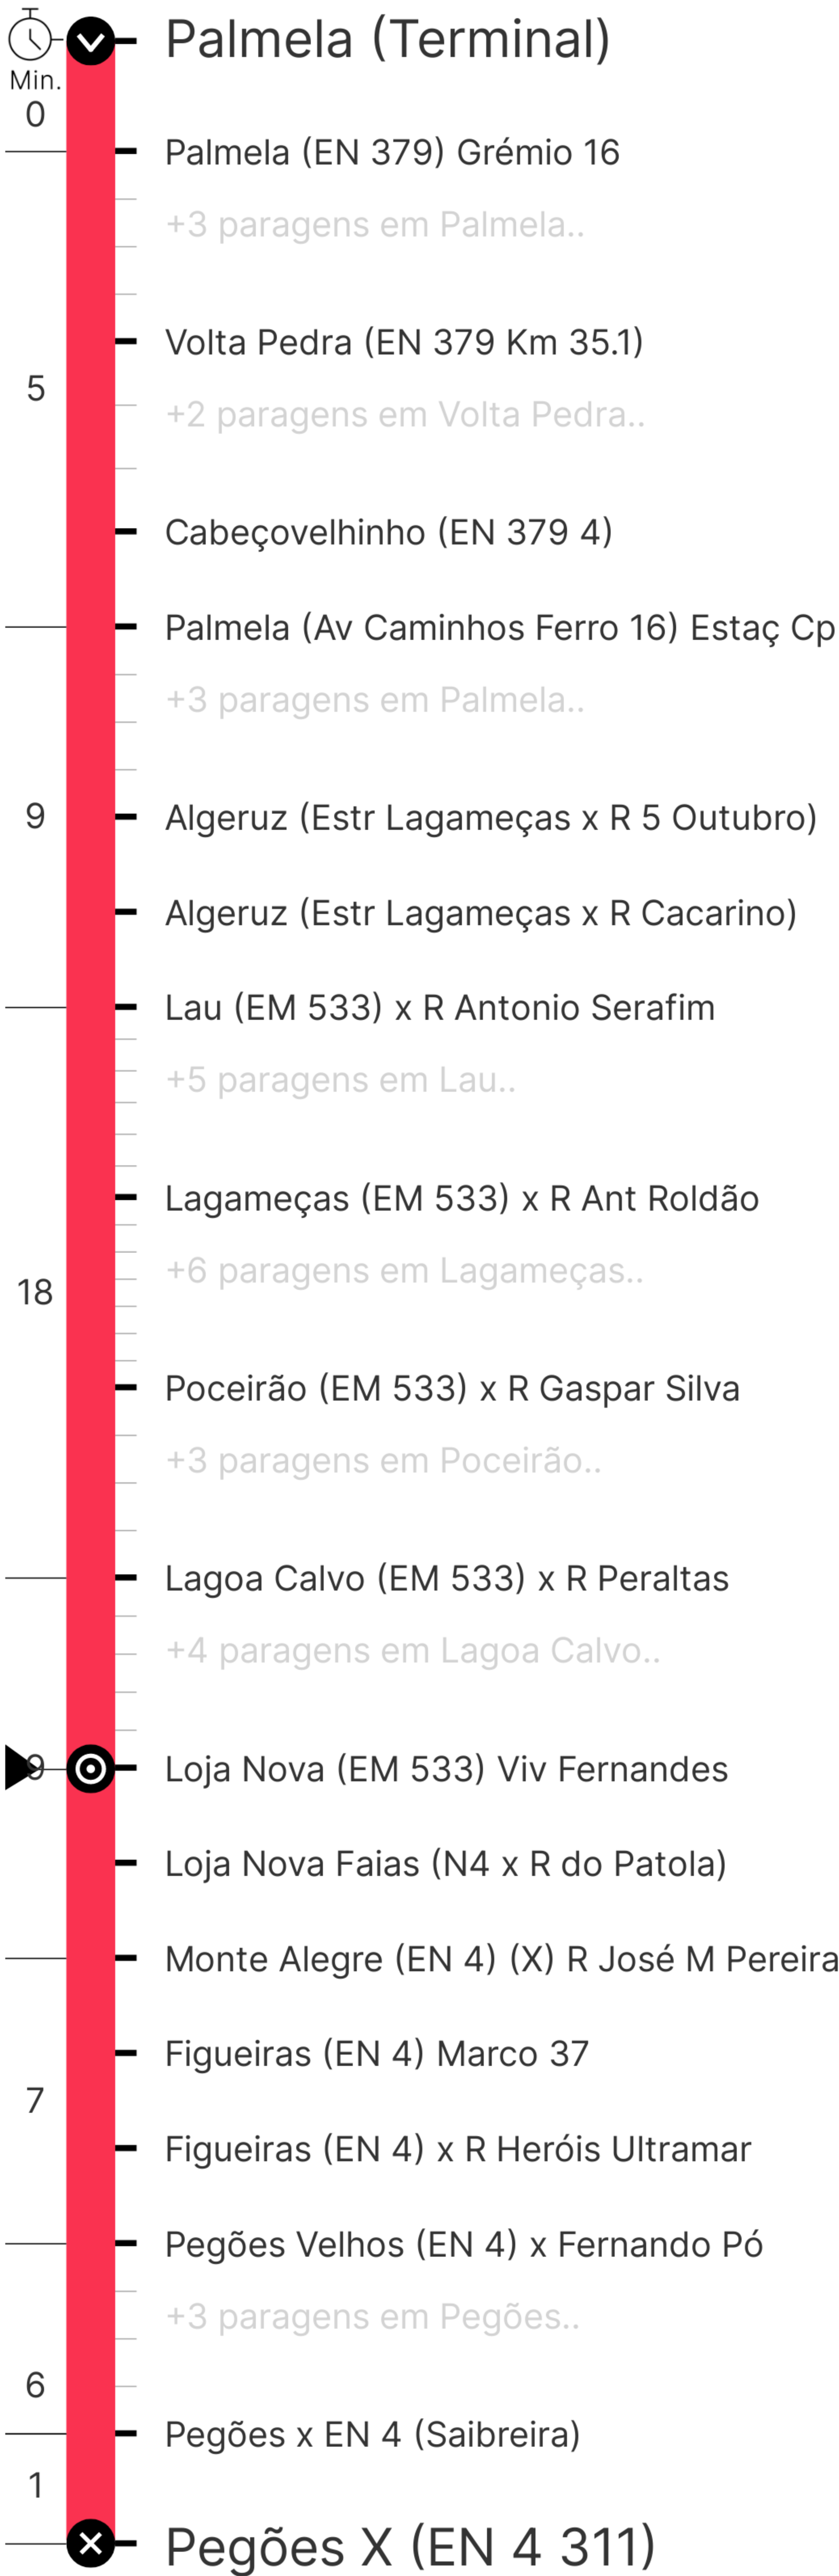 Palmela (Terminal)
Min.
0
Palmela (EN 379) Grémio 16
+3 paragens em Palmela..
Volta Pedra (EN 379 Km 35.1)
5
+2 paragens em Volta Pedra..
Cabeçovelhinho (EN 379 4)
Palmela (Av Caminhos Ferro 16) Estaç Cp
+3 paragens em Palmela..
9
Algeruz (Estr Lagameças x R 5 Outubro)
Algeruz (Estr Lagameças x R Cacarino)
Lau (EM 533) x R Antonio Serafim
+5 paragens em Lau..
Lagameças (EM 533) x R Ant Roldão
+6 paragens em Lagameças..
18
Poceirão (EM 533) x R Gaspar Silva
+3 paragens em Poceirão..
Lagoa Calvo (EM 533) x R Peraltas
+4 paragens em Lagoa Calvo..
9
Loja Nova (EM 533) Viv Fernandes
Loja Nova Faias (N4 x R do Patola)
Monte Alegre (EN 4) (X) R José M Pereira
Figueiras (EN 4) Marco 37
7
Figueiras (EN 4) x R Heróis Ultramar
Pegões Velhos (EN 4) x Fernando Pó
+3 paragens em Pegões..
6
Pegões x EN 4 (Saibreira)
1
Pegões X (EN 4 311)